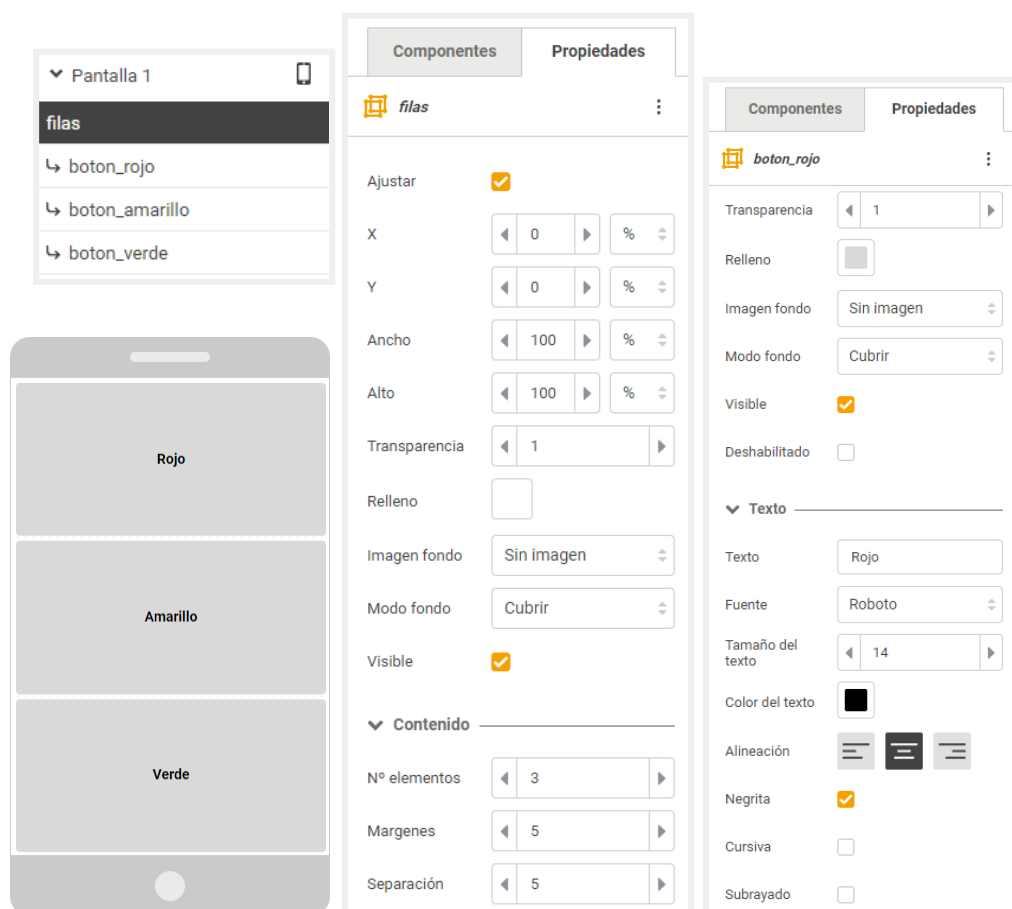 Pantalla 1
filas
boton_rojo
boton_amarillo
boton_verde
Rojo
Amarillo
Verde
Componentes
Propiedades
filas
Ajustar
X 0 %
Y 0 %
Ancho 100 %
Alto 100 %
Transparencia 1
Relleno
Imagen fondo Sin imagen
Modo fondo Cubrir
Visible
Contenido
Nº elementos 3
Margenes 5
Separación 5
Componentes
Propiedades
boton_rojo
Transparencia 1
Relleno
Imagen fondo Sin imagen
Modo fondo Cubrir
Visible
Deshabilitado
Texto
Texto Rojo
Fuente Roboto
Tamaño del
texto 14
Color del texto
Alineación
Negrita
Cursiva
Subrayado